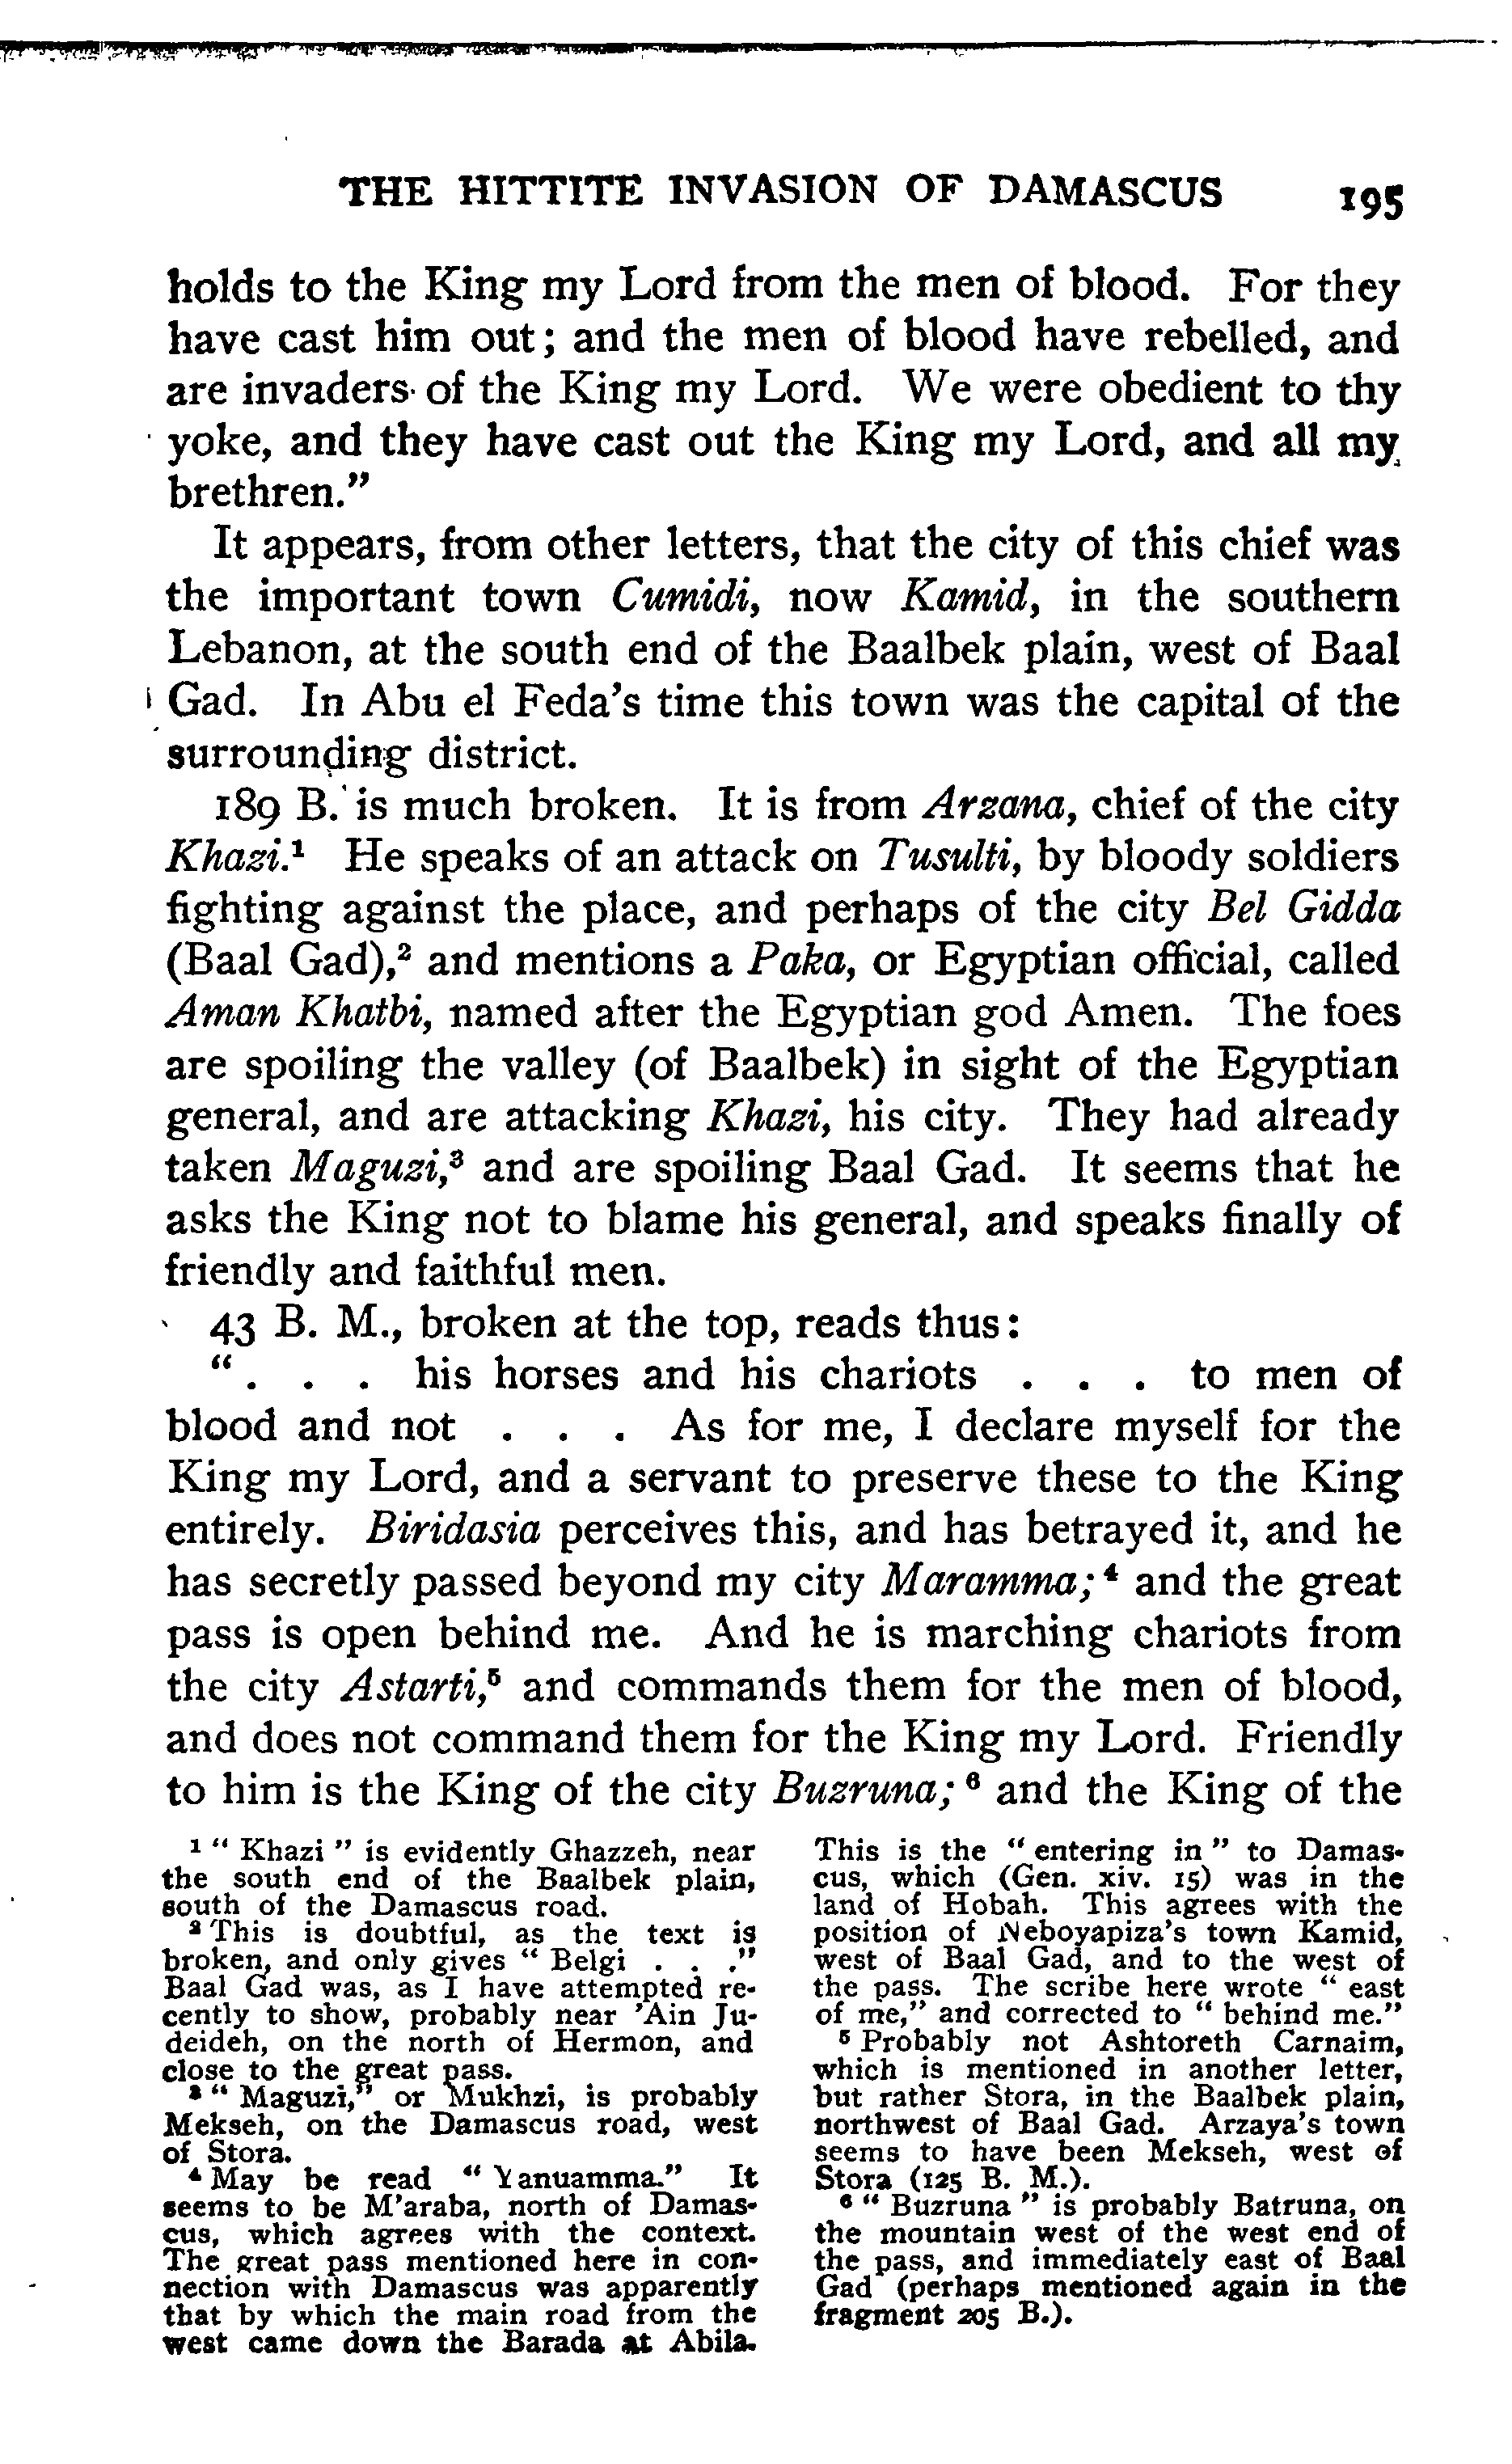 THE HITTITE INVASION OF DAMASCUS 195
holds to the King my Lord from the men of blood. For they
have cast him out; and the men of blood have rebelled, and
are invaders of the King my Lord. We were obedient to thy
yoke, and they have cast out the King my Lord, and all my
brethren."
It appears, from other letters, that the city of this chief was
the important town Cumidi, now Kamid, in the southern
Lebanon, at the south end of the Baalbek plain, west of Baal
Gad. In Abu el Feda's time this town was the capital of the
surrounding district.
189 B. is much broken. It is from Arzana, chief of the city
Khazi.¹ He speaks of an attack on Tusulti, by bloody soldiers
fighting against the place, and perhaps of the city Bel Gidda
(Baal Gad),² and mentions a Paka, or Egyptian official, called
Aman Khatbi, named after the Egyptian god Amen. The foes
are spoiling the valley (of Baalbek) in sight of the Egyptian
general, and are attacking Khazi, his city. They had already
taken Maguzi,³ and are spoiling Baal Gad. It seems that he
asks the King not to blame his general, and speaks finally of
friendly and faithful men.
43 B. M., broken at the top, reads thus:
". . . his horses and his chariots . . . to men of
blood and not . . . As for me, I declare myself for the
King my Lord, and a servant to preserve these to the King
entirely. Biridasia perceives this, and has betrayed it, and he
has secretly passed beyond my city Maramma;⁴ and the great
pass is open behind me. And he is marching chariots from
the city Astarti,⁵ and commands them for the men of blood,
and does not command them for the King my Lord. Friendly
to him is the King of the city Buzruna;⁶ and the King of the
¹ "Khazi" is evidently Ghazzeh, near
the south end of the Baalbek plain,
south of the Damascus road.
² This is doubtful, as the text is
broken, and only gives "Belgi . . ."
Baal Gad was, as I have attempted re-
cently to show, probably near 'Ain Ju-
deideh, on the north of Hermon, and
close to the great pass.
³ "Maguzi," or Mukhzi, is probably
Mekseh, on the Damascus road, west
of Stora.
⁴ May be read "Yanuamma." It
seems to be M'araba, north of Damas-
cus, which agrees with the context.
The great pass mentioned here in con-
nection with Damascus was apparently
that by which the main road from the
west came down the Barada at Abila.
This is the "entering in" to Damas-
cus, which (Gen. xiv. 15) was in the
land of Hobah. This agrees with the
position of Neboyapiza's town Kamid,
west of Baal Gad, and to the west of
the pass. The scribe here wrote "east
of me," and corrected to "behind me."
⁵ Probably not Ashtoreth Carnaim,
which is mentioned in another letter,
but rather Stora, in the Baalbek plain,
northwest of Baal Gad. Arzaya's town
seems to have been Mekseh, west of
Stora (125 B. M.).
⁶ "Buzruna" is probably Batruna, on
the mountain west of the west end of
the pass, and immediately east of Baal
Gad (perhaps mentioned again in the
fragment 205 B.).